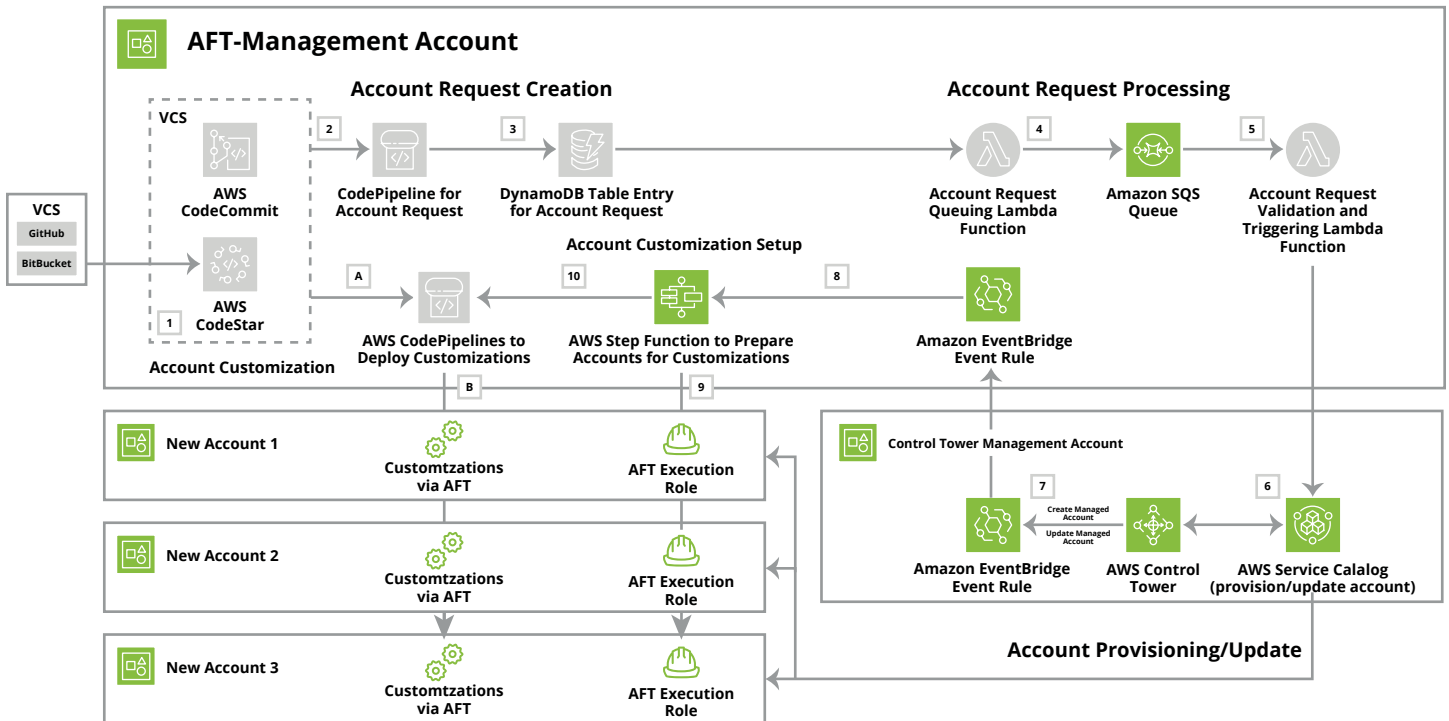 AFT-Management Account
Account Request Creation
Account Request Processing
VCS
2
3
4
5
AWS
CodeCommit
CodePipeline for
Account Request
DynamoDB Table Entry
for Account Request
Account Request
Queuing Lambda
Function
Amazon SQS
Queue
Account Request
Validation and
Triggering Lambda
Function
VCS
GitHub
BitBucket
Account Customization Setup
A
10
8
1
AWS
CodeStar
AWS CodePipelines to
Deploy Customizations
AWS Step Function to Prepare
Accounts for Customizations
Amazon EventBridge
Event Rule
Account Customization
B
9
New Account 1
Customtzations
via AFT
AFT Execution
Role
Control Tower Management Account
7
6
Create Managed
Account
Update Managed
Account
Amazon EventBridge
Event Rule
AWS Control
Tower
AWS Service Calalog
(provision/update account)
New Account 2
Customtzations
via AFT
AFT Execution
Role
Account Provisioning/Update
New Account 3
Customtzations
via AFT
AFT Execution
Role